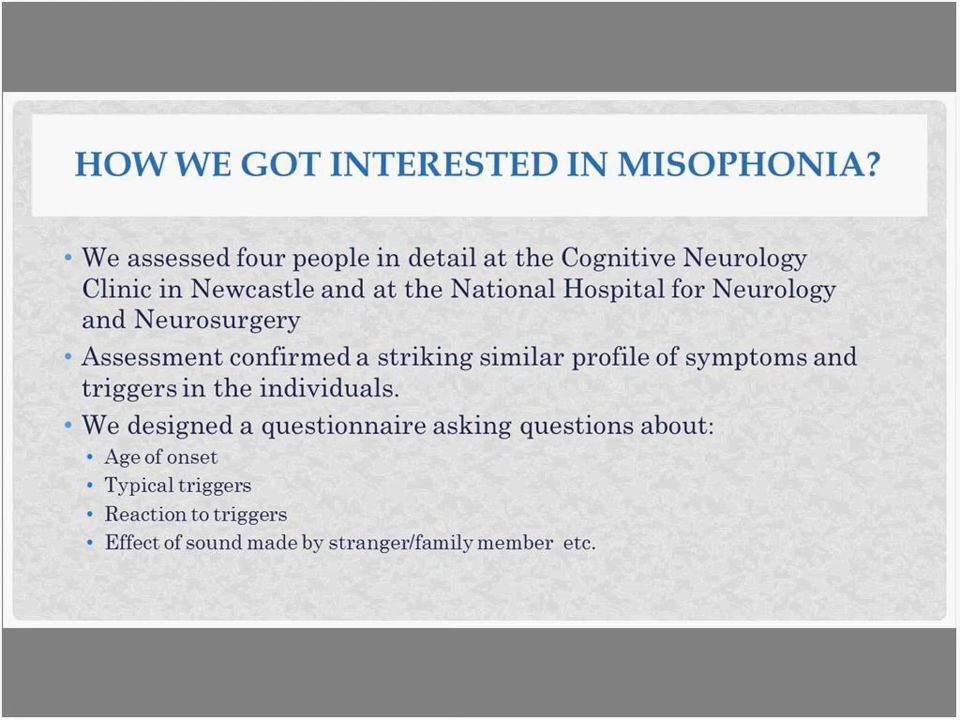 HOW WE GOT INTERESTED IN MISOPHONIA?
• We assessed four people in detail at the Cognitive Neurology
Clinic in Newcastle and at the National Hospital for Neurology
and Neurosurgery
• Assessment confirmed a striking similar profile of symptoms and
triggers in the individuals.
• We designed a questionnaire asking questions about:
• Age of onset
• Typical triggers
• Reaction to triggers
• Effect of sound made by stranger/family member etc.